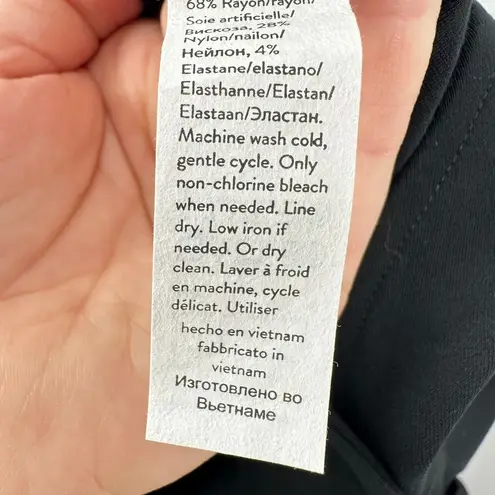 68% Rayon/rayon/
Soie artificielle/
Вискоза, 28%
Nylon/nailon/
Нейлон, 4%
Elastane/elastano/
Elasthanne/Elastan/
Elastaan/Эластан.
Machine wash cold,
gentle cycle. Only
non-chlorine bleach
when needed. Line
dry. Low iron if
needed. Or dry
clean. Laver à froid
en machine, cycle
délicat. Utiliser
hecho en vietnam
fabbricato in
vietnam
Изготовлено во
Вьетнаме